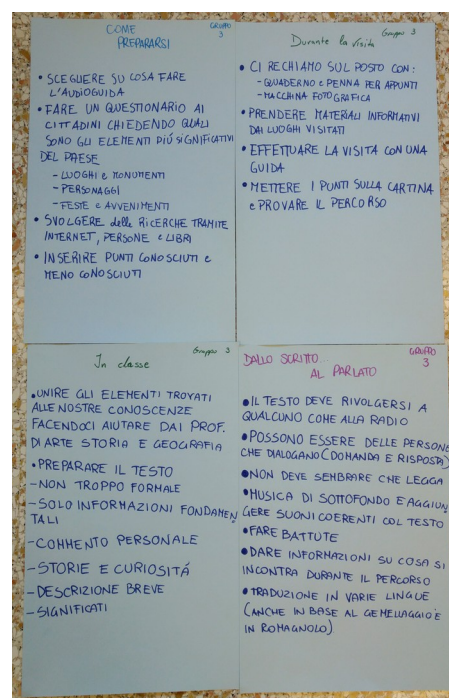 COME
PREPARARSI
GRUPPO
3
• SCEGLIERE SU COSA FARE
L'AUDIOGUIDA
• FARE UN QUESTIONARIO AI
CITTADINI CHIEDENDO QUALI
SONO GLI ELEMENTI PIÚ SIGNIFICATIVI
DEL PAESE
- LUOGHI e MONUMENTI
- PERSONAGGI
- FESTE e AVVENIMENTI
• SVOLGERE delle RICERCHE TRAMITE
INTERNET, PERSONE e LIBRI
• INSERIRE PUNTI CONOSCIUTI e
MENO CONOSCIUTI
Durante la visita
Gruppo 3
• CI RECHIAMO SUL POSTO CON:
- QUADERNO e PENNA PER APPUNTI
- MACCHINA FOTOGRAFICA
• PRENDERE MATERIALI INFORMATIVI
DAI LUOGHI VISITATI
• EFFETTUARE LA VISITA CON UNA
GUIDA
• METTERE I PUNTI SULLA CARTINA
e PROVARE IL PERCORSO
In classe
Gruppo 3
• UNIRE GLI ELEMENTI TROVATI
ALLE NOSTRE CONOSCENZE
FACENDOCI AIUTARE DAI PROF.
DI ARTE STORIA E GEOGRAFIA
• PREPARARE IL TESTO
- NON TROPPO FORMALE
- SOLO INFORMAZIONI FONDAMEN
TALI
- COMMENTO PERSONALE
- STORIE E CURIOSITÁ
- DESCRIZIONE BREVE
- SIGNIFICATI
DALLO SCRITTO...
AL PARLATO
GRUPPO
3
• IL TESTO DEVE RIVOLGERSI A
QUALCUNO COME ALLA RADIO
• POSSONO ESSERE DELLE PERSONE
CHE DIALOGANO (DOMANDA E RISPOSTA)
• NON DEVE SEMBRARE CHE LEGGA
• MUSICA DI SOTTOFONDO E AGGIUN
GERE SUONI COERENTI COL TESTO
• FARE BATTUTE
• DARE INFORMAZIONI SU COSA SI
INCONTRA DURANTE IL PERCORSO
• TRADUZIONE IN VARIE LINGUE
(ANCHE IN BASE AL GEMELLAGGIO E
IN ROMAGNOLO)